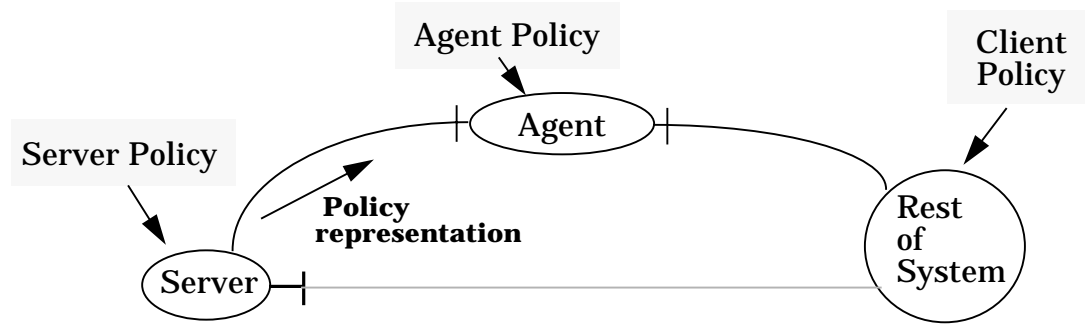 Agent Policy
Client
Policy
Agent
Server Policy
Policy
representation
Rest
of
System
Server